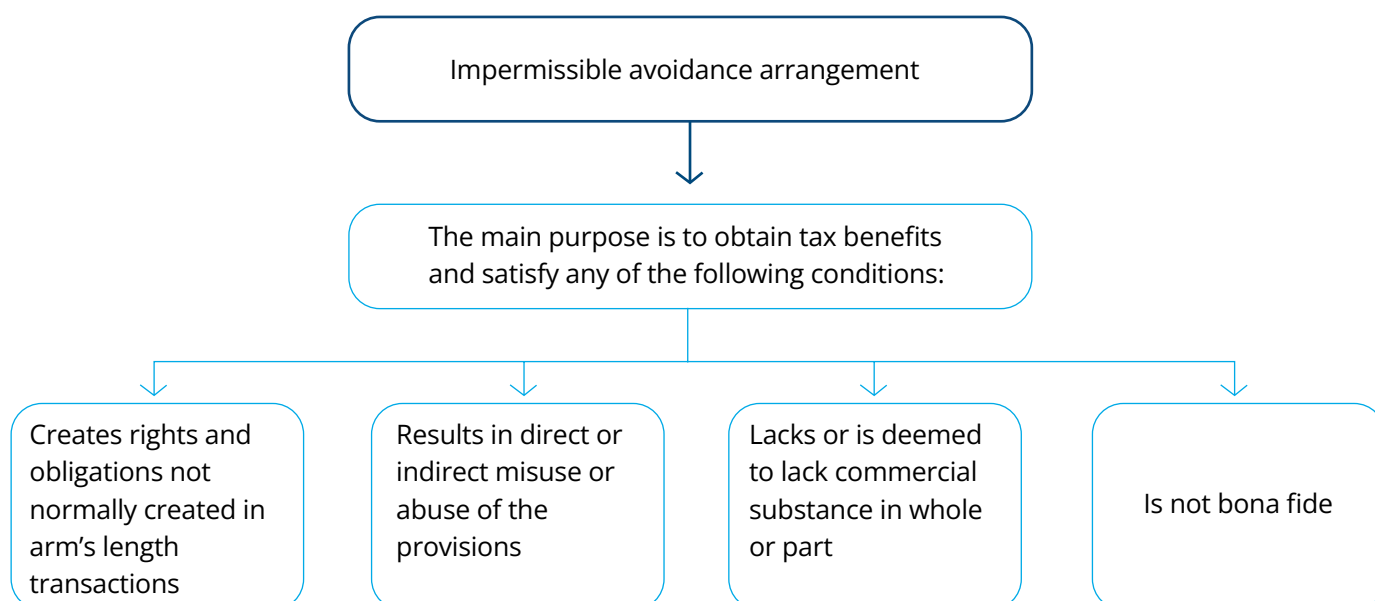 Impermissible avoidance arrangement
The main purpose is to obtain tax benefits
and satisfy any of the following conditions:
Creates rights and
obligations not
normally created in
arm’s length
transactions
Results in direct or
indirect misuse or
abuse of the
provisions
Lacks or is deemed
to lack commercial
substance in whole
or part
Is not bona fide